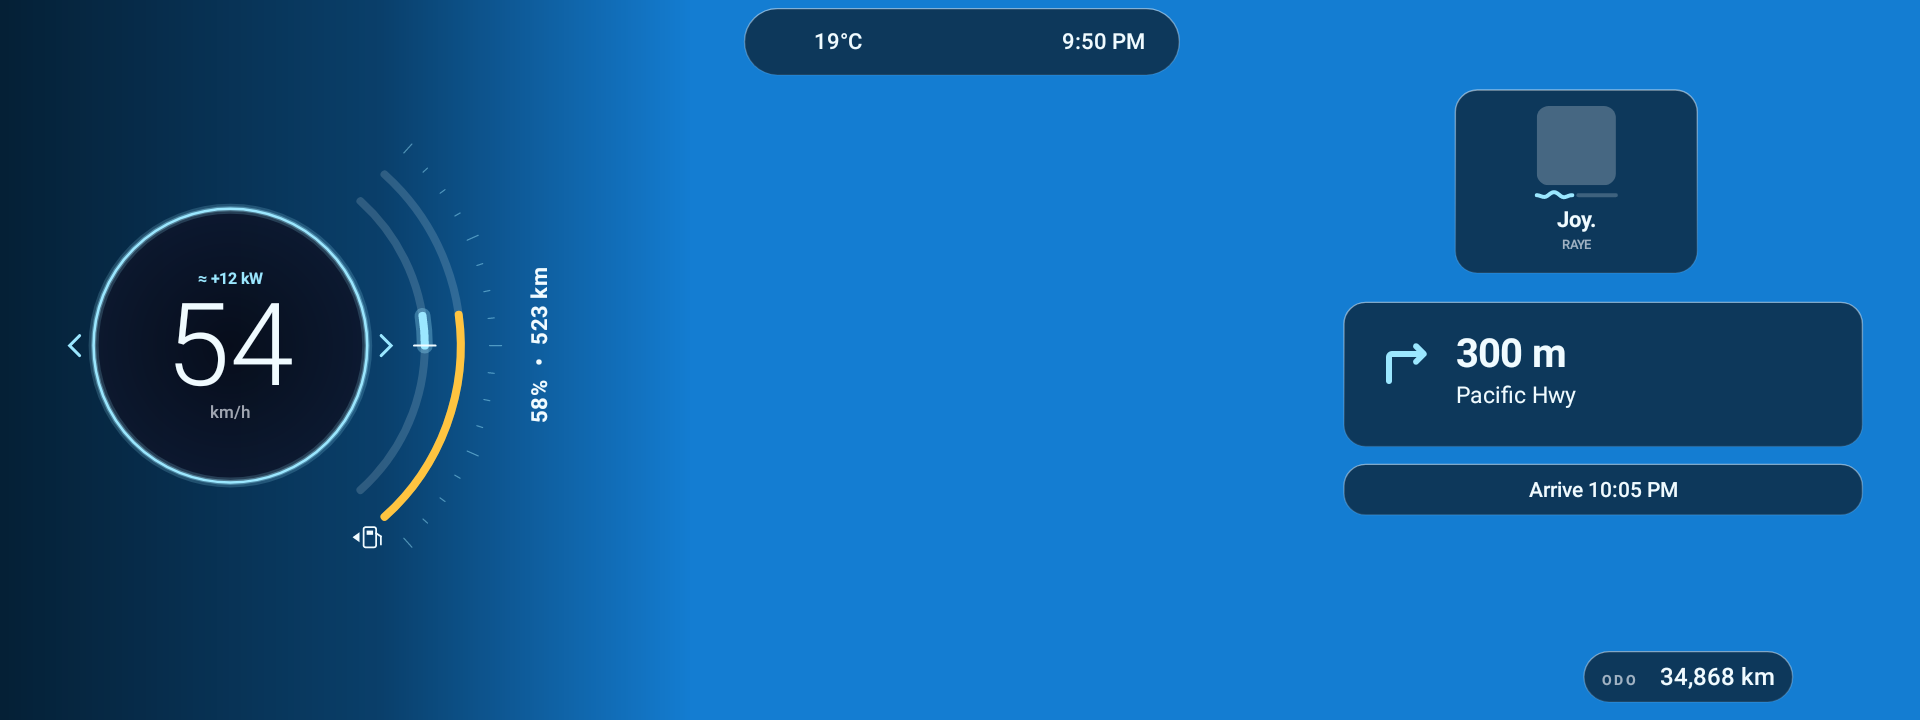 19°C
9:50 PM
≈ +12 kW
54
km/h
58% • 523 km
Joy.
RAYE
300 m
Pacific Hwy
Arrive 10:05 PM
ODO 34,868 km